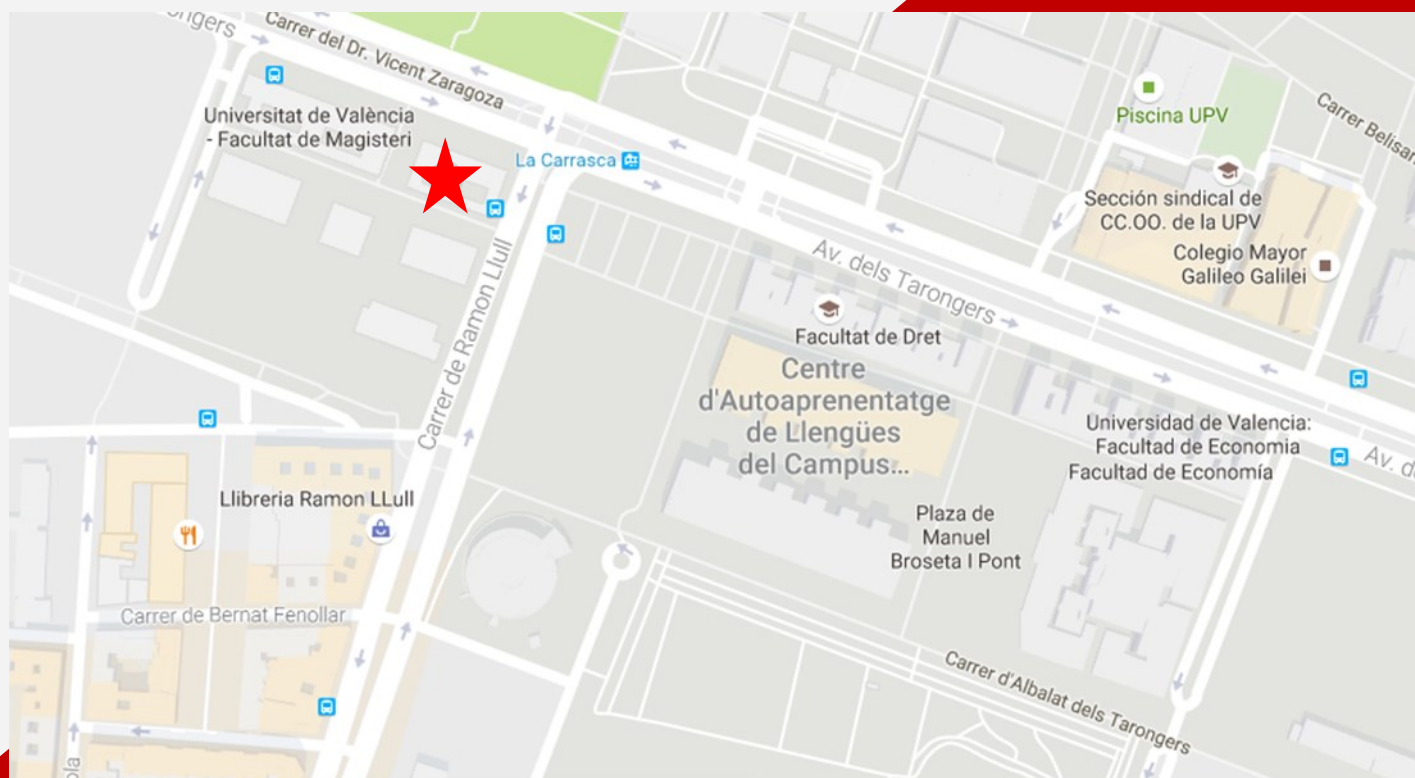 ongers
Carrer del Dr. Vicent Zaragoza
Universitat de València
- Facultat de Magisteri
La Carrasca
Piscina UPV
Carrer Belisar
Sección sindical de
CC.OO. de la UPV
Colegio Mayor
Galileo Galilei
Av. dels Tarongers
Carrer de Ramon Llull
Facultat de Dret
Centre
d'Autoaprenentatge
de Llengües
del Campus...
Universidad de Valencia:
Facultad de Economia
Facultad de Economía
Av. d
Llibreria Ramon LLull
Plaza de
Manuel
Broseta I Pont
Carrer de Bernat Fenollar
Carrer d'Albalat dels Tarongers
ola